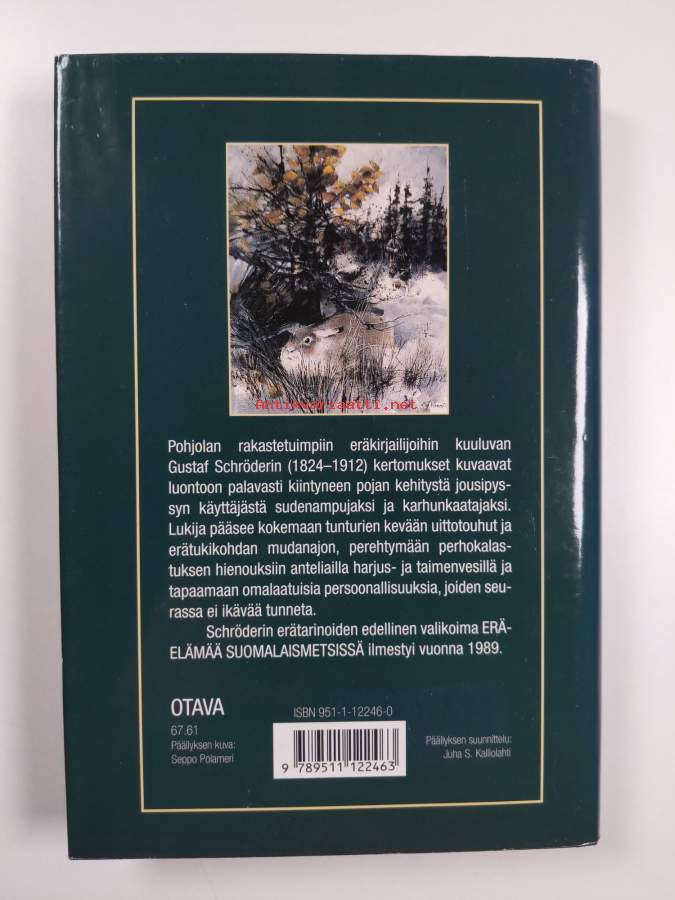 antikvariaatti.net
Pohjolan rakastetuimpiin eräkirjailijoihin kuuluvan
Gustaf Schröderin (1824–1912) kertomukset kuvaavat
luontoon palavasti kiintyneen pojan kehitystä jousipys-
syn käyttäjästä sudenampujaksi ja karhunkaatajaksi.
Lukija pääsee kokemaan tunturien kevään uittotouhut ja
erätukikohdan mudanajon, perehtymään perhokalas-
tuksen hienouksiin anteliailla harjus- ja taimenvesillä ja
tapaamaan omalaatuisia persoonallisuuksia, joiden seu-
rassa ei ikävää tunneta.
Schröderin erätarinoiden edellinen valikoima ERÄ-
ELÄMÄÄ SUOMALAISMETSISSÄ ilmestyi vuonna 1989.
OTAVA
67.61
Päällyksen kuva:
Seppo Polameri
ISBN 951-1-12246-0
9 789511 122463
Päällyksen suunnittelu:
Juha S. Kalliolahti